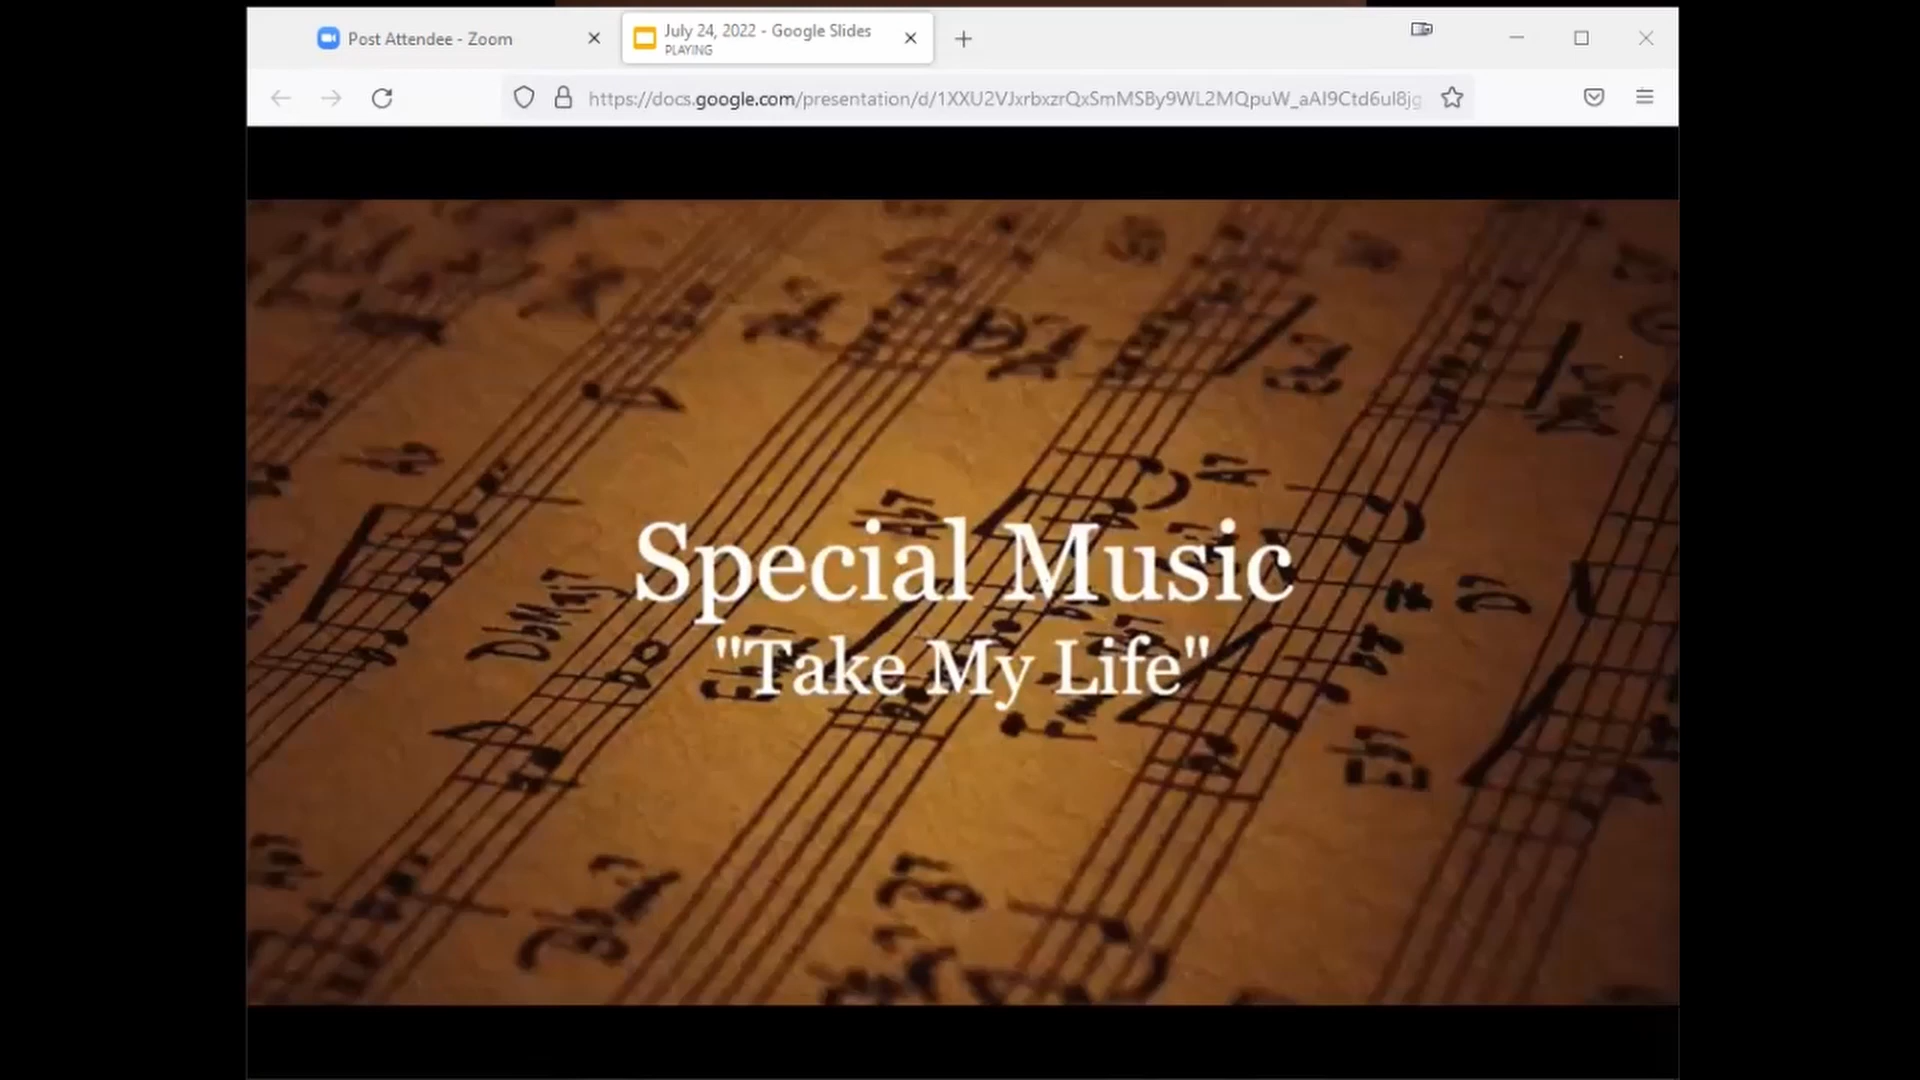 Post Attendee - Zoom
July 24, 2022 - Google Slides
PLAYING
https://docs.google.com/presentation/d/1XXU2VJxrbxzrQxSmMSBy9WL2MQpuW_aAI9Ctd6ul8jg
Special Music
"Take My Life"
DbMaj7